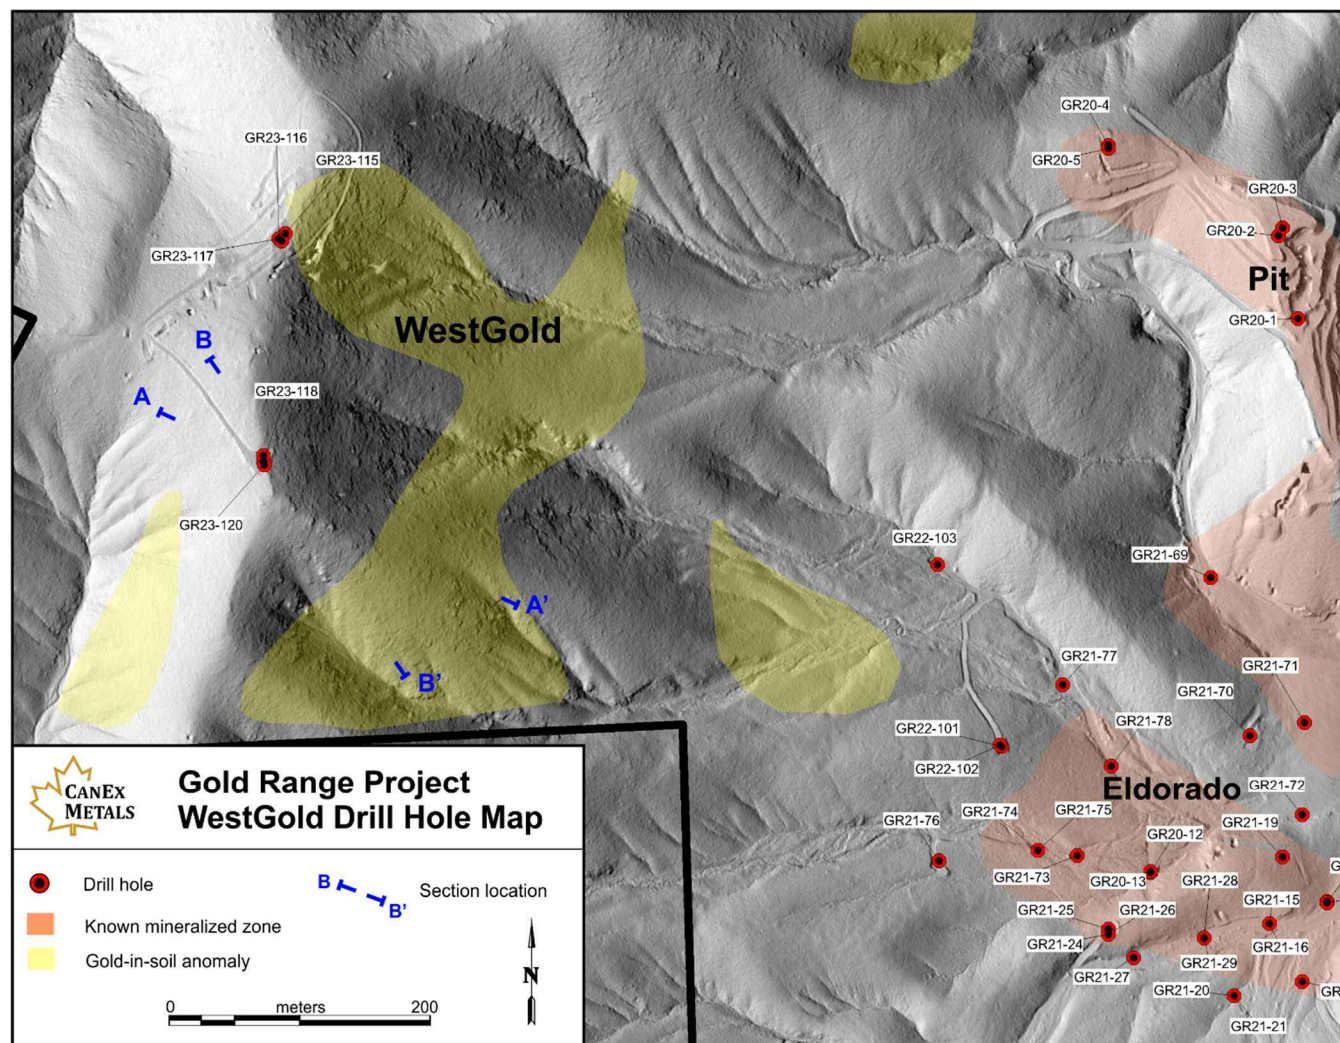 GR20-4
GR23-116
GR23-115
GR20-5
GR20-3
GR20-2
GR23-117
Pit
GR20-1
WestGold
B
GR23-118
A
GR23-120
GR22-103
GR21-69
A'
GR21-77
GR21-71
B'
GR21-70
GR21-78
GR22-101
GR22-102
Eldorado
GR21-72
GR21-74
GR21-75
GR21-76
GR20-12
GR21-19
GR21-73
GR20-13
GR21-28
GR21-15
GR21-25
GR21-26
GR21-24
GR21-16
GR21-29
GR21-27
GR21-20
GR21-21
CANEX
METALS
Gold Range Project
WestGold Drill Hole Map
Drill hole
B
B'
Section location
Known mineralized zone
Gold-in-soil anomaly
N
0 meters 200